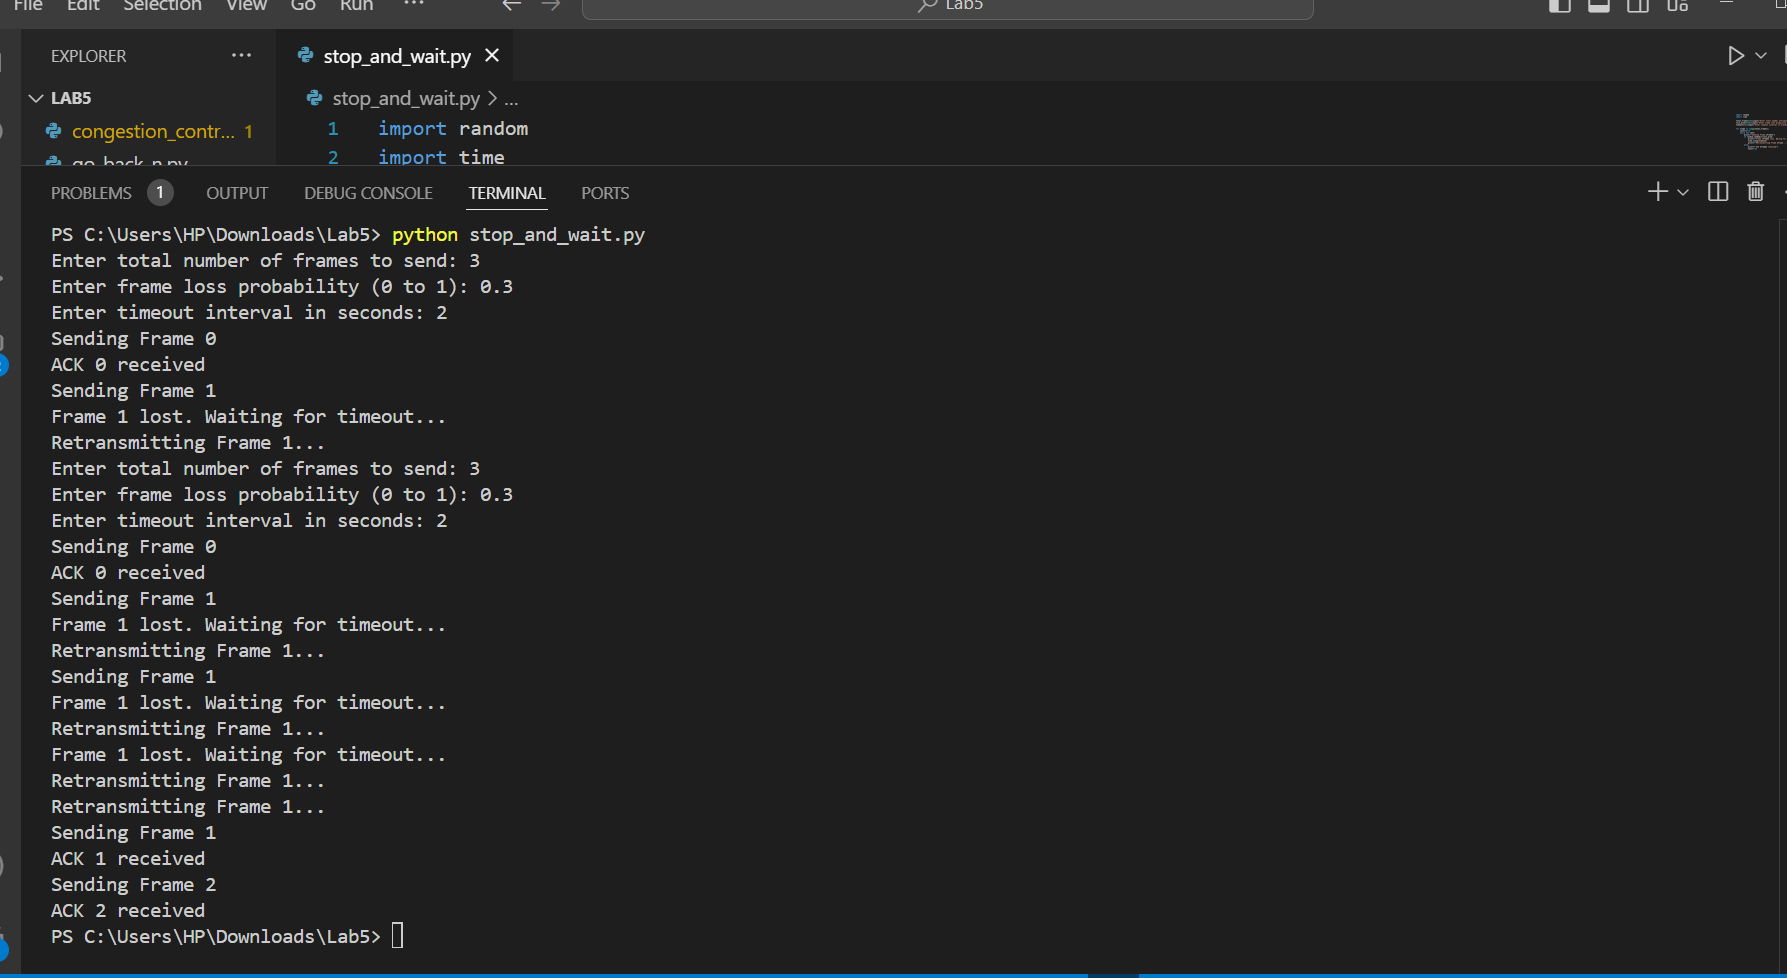 File Edit Selection View Go Run ···
Lab5
EXPLORER ···
stop_and_wait.py
LAB5
stop_and_wait.py > ...
congestion_contr... 1
go_back_n.py
1 import random
2 import time
PROBLEMS 1 OUTPUT DEBUG CONSOLE TERMINAL PORTS
PS C:\Users\HP\Downloads\Lab5> python stop_and_wait.py
Enter total number of frames to send: 3
Enter frame loss probability (0 to 1): 0.3
Enter timeout interval in seconds: 2
Sending Frame 0
ACK 0 received
Sending Frame 1
Frame 1 lost. Waiting for timeout...
Retransmitting Frame 1...
Enter total number of frames to send: 3
Enter frame loss probability (0 to 1): 0.3
Enter timeout interval in seconds: 2
Sending Frame 0
ACK 0 received
Sending Frame 1
Frame 1 lost. Waiting for timeout...
Retransmitting Frame 1...
Sending Frame 1
Frame 1 lost. Waiting for timeout...
Retransmitting Frame 1...
Frame 1 lost. Waiting for timeout...
Retransmitting Frame 1...
Retransmitting Frame 1...
Sending Frame 1
ACK 1 received
Sending Frame 2
ACK 2 received
PS C:\Users\HP\Downloads\Lab5>